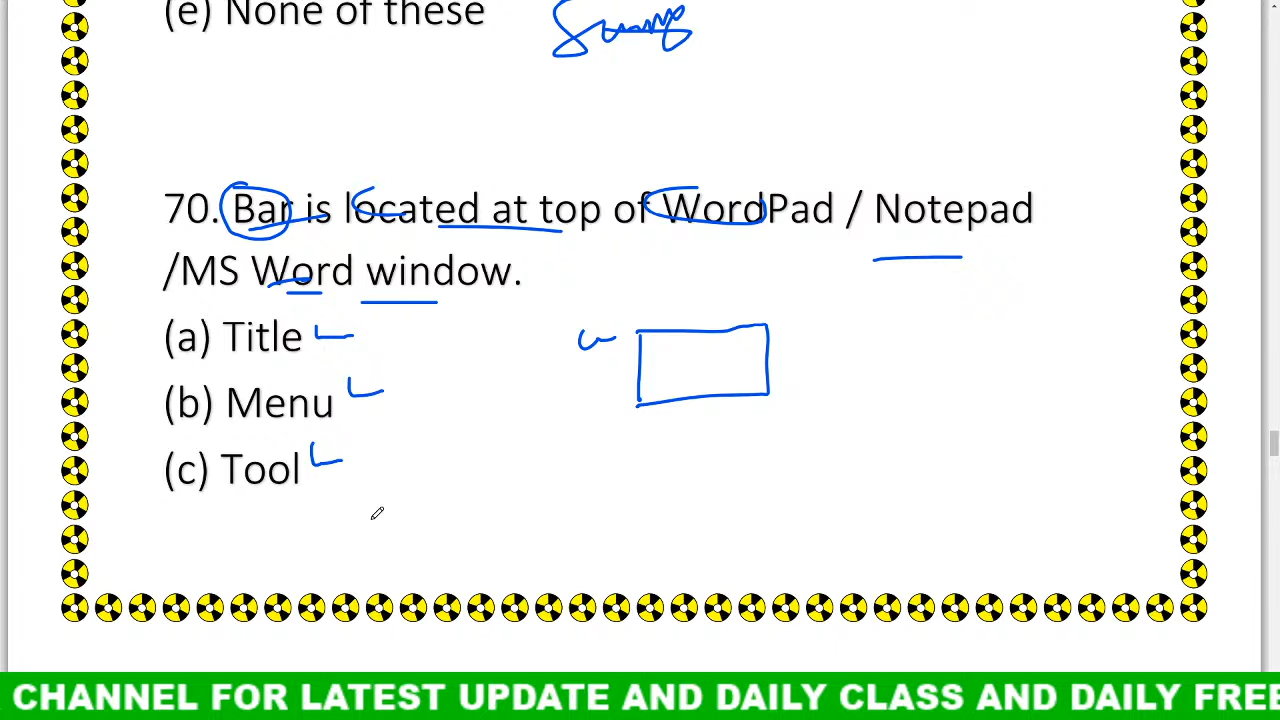 (e) None of these
70. Bar is located at top of WordPad / Notepad
/MS Word window.
(a) Title
(b) Menu
(c) Tool
CHANNEL FOR LATEST UPDATE AND DAILY CLASS AND DAILY FREE